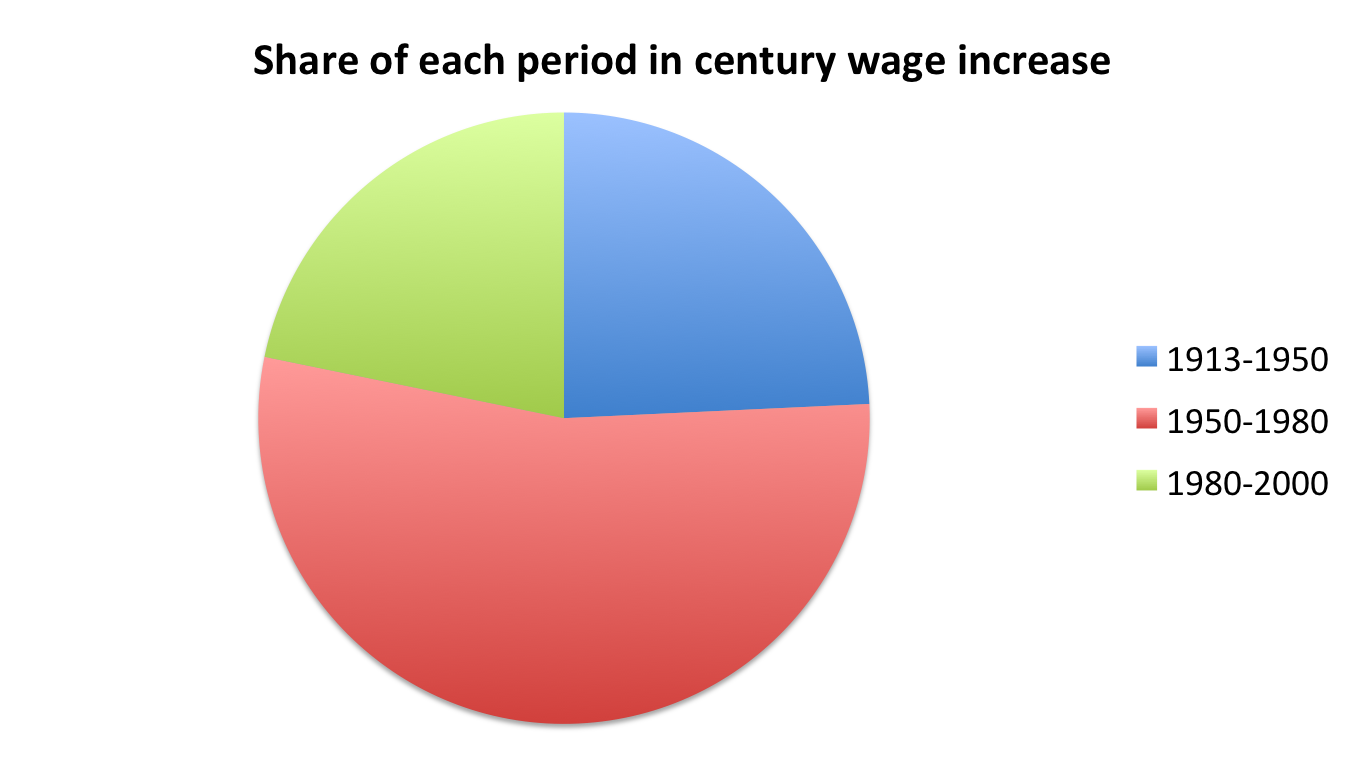 Share of each period in century wage increase
1913-1950
1950-1980
1980-2000